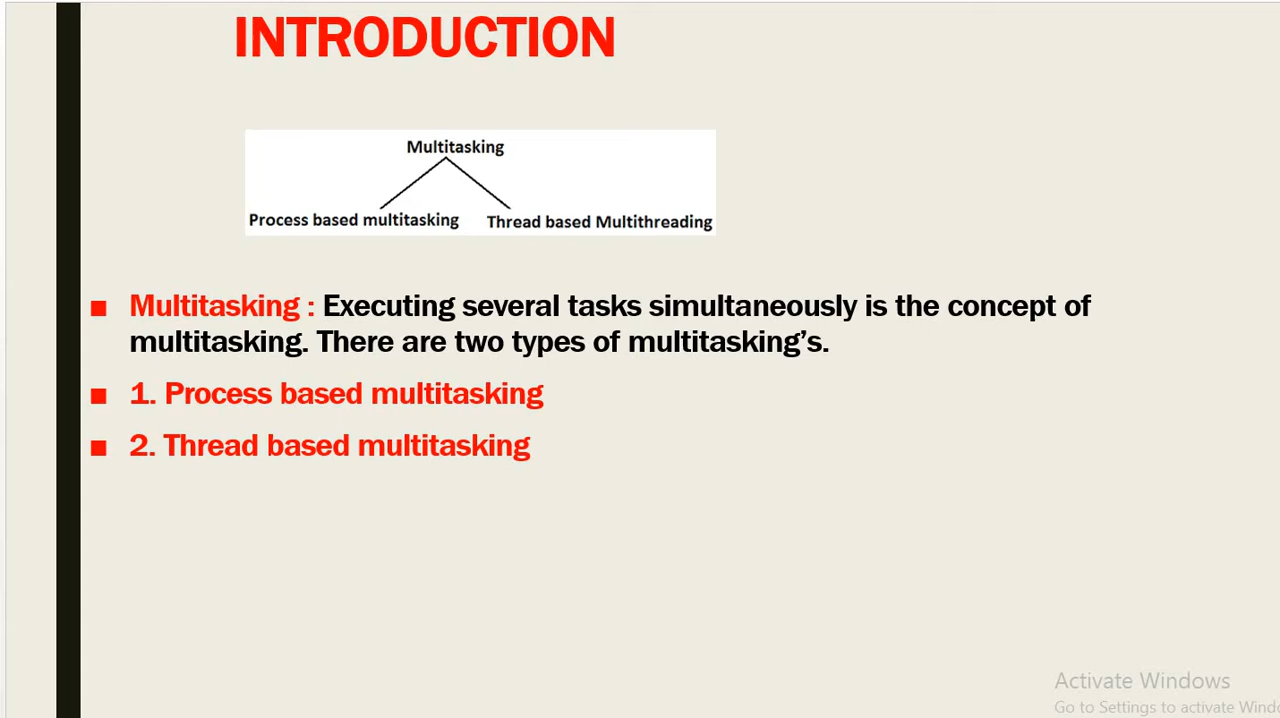 INTRODUCTION
Multitasking
Process based multitasking Thread based Multithreading
Multitasking : Executing several tasks simultaneously is the concept of
multitasking. There are two types of multitasking’s.
1. Process based multitasking
2. Thread based multitasking
Activate Windows
Go to Settings to activate Wind